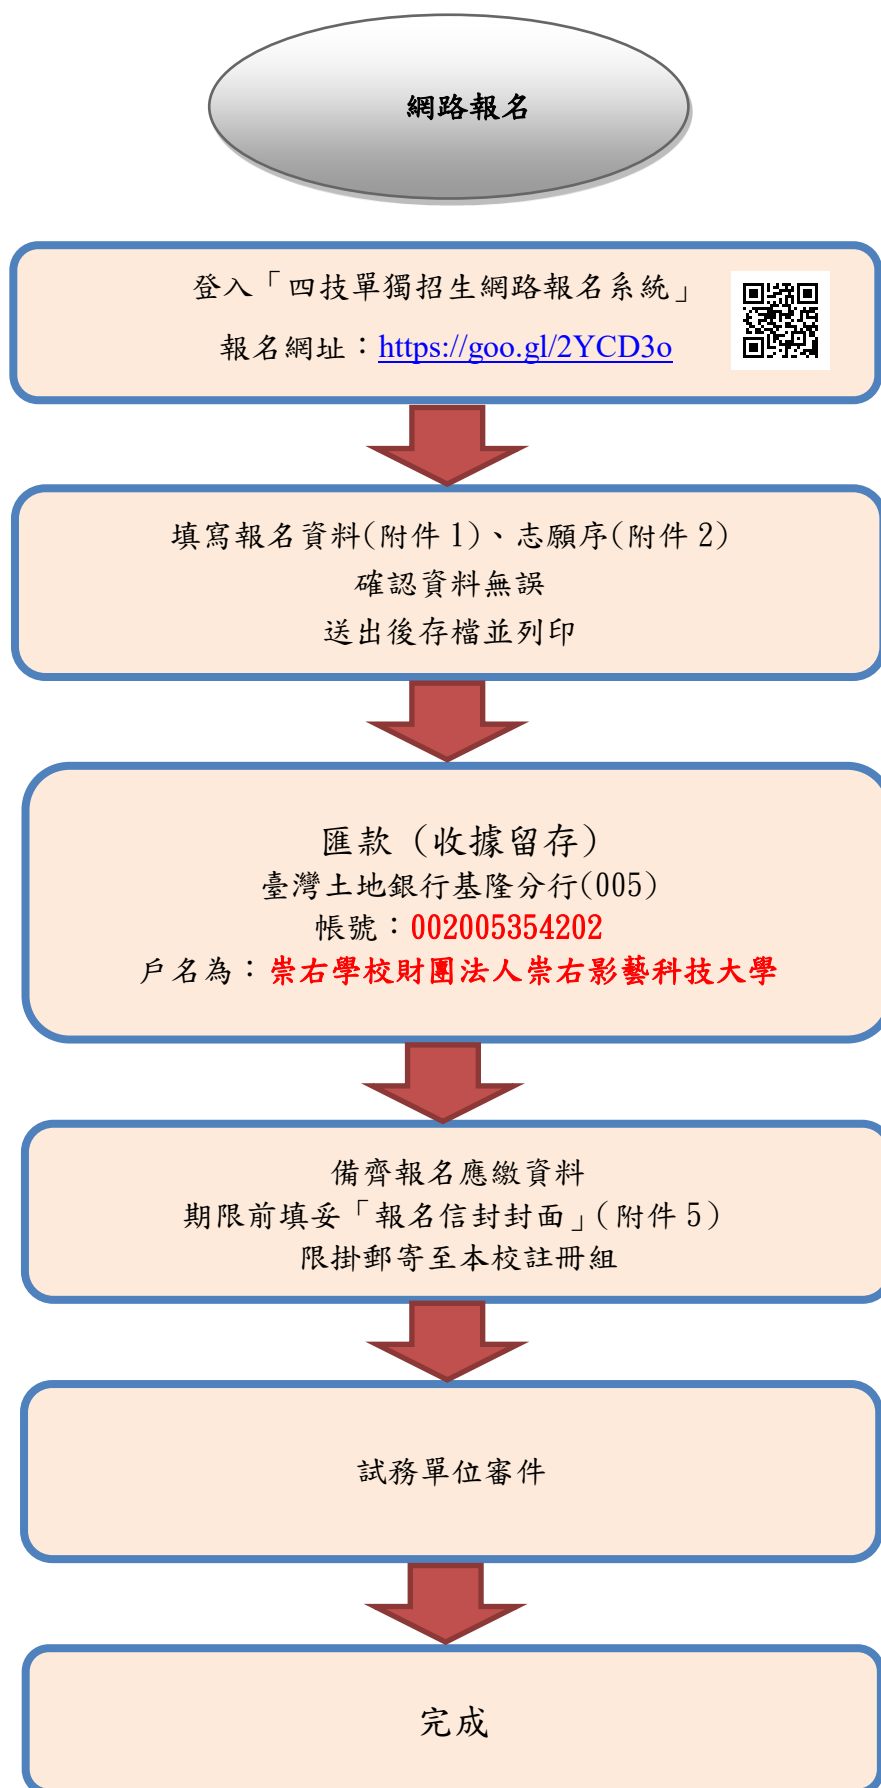 網路報名
登入「四技單獨招生網路報名系統」
報名網址：https://goo.gl/2YCD3o
填寫報名資料(附件 1)、志願序(附件 2)
確認資料無誤
送出後存檔並列印
匯款（收據留存）
臺灣土地銀行基隆分行(005)
帳號：002005354202
戶名為：崇右學校財團法人崇右影藝科技大學
備齊報名應繳資料
期限前填妥「報名信封封面」(附件 5)
限掛郵寄至本校註冊組
試務單位審件
完成